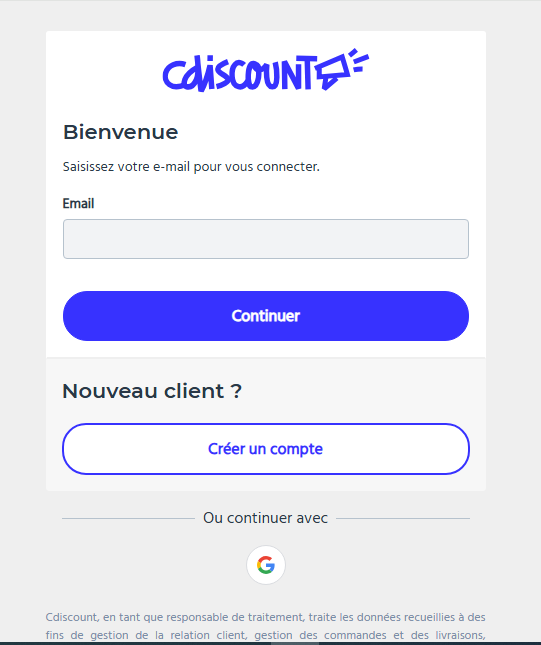 cdiscount
Bienvenue
Saisissez votre e-mail pour vous connecter.
Email
Continuer
Nouveau client ?
Créer un compte
Ou continuer avec
G
Cdiscount, en tant que responsable de traitement, traite les données recueillies à des
fins de gestion de la relation client, gestion des commandes et des livraisons,